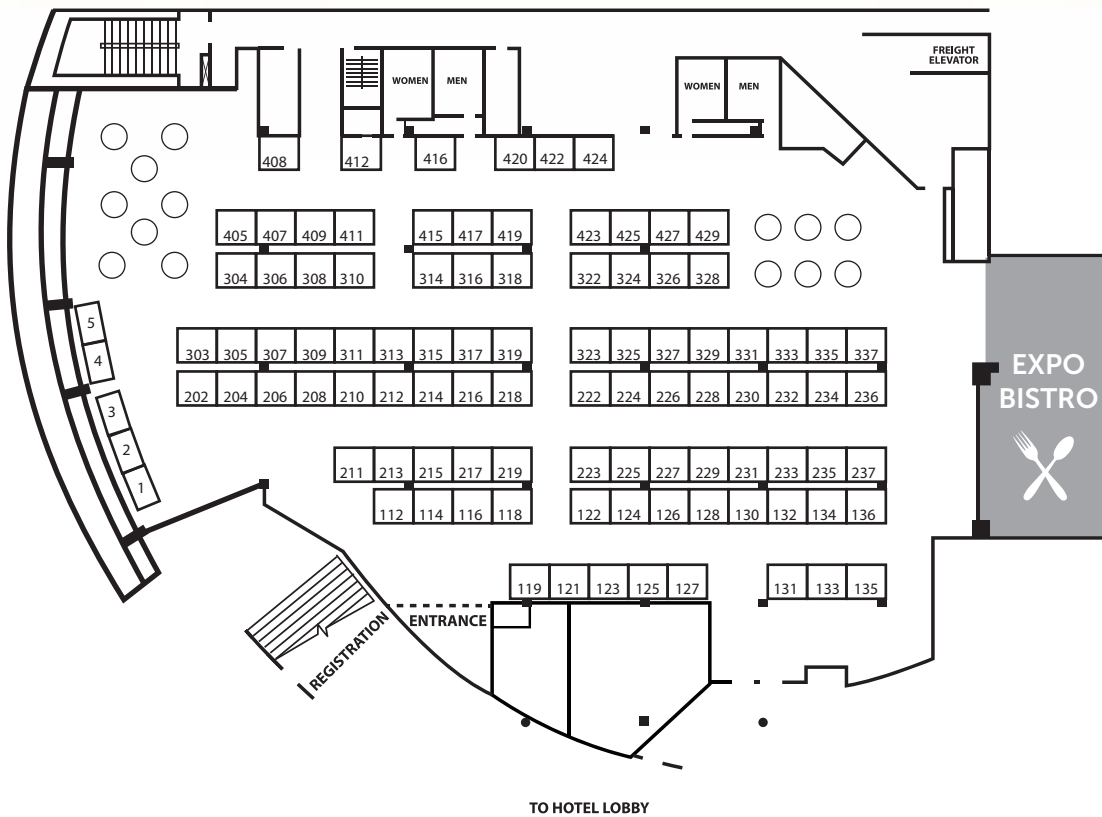 FREIGHT
ELEVATOR
WOMEN MEN
WOMEN MEN
408 412 416 420 422 424
405 407 409 411 415 417 419 423 425 427 429
304 306 308 310 314 316 318 322 324 326 328
5
4
3
2
1
303 305 307 309 311 313 315 317 319 323 325 327 329 331 333 335 337
202 204 206 208 210 212 214 216 218 222 224 226 228 230 232 234 236
EXPO
BISTRO
211 213 215 217 219 223 225 227 229 231 233 235 237
112 114 116 118 122 124 126 128 130 132 134 136
119 121 123 125 127 131 133 135
ENTRANCE
REGISTRATION
TO HOTEL LOBBY